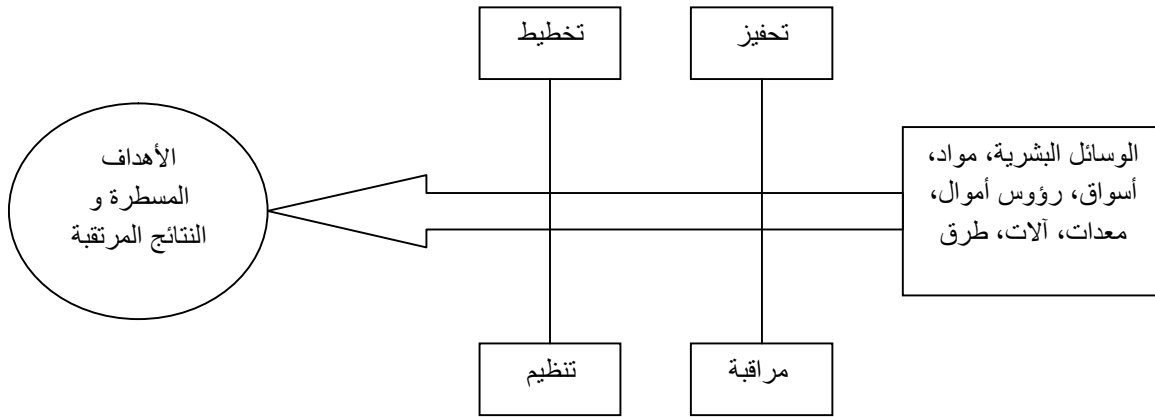 تحفيز
تخطيط
الوسائل البشرية، مواد،
أسواق، رؤوس أموال،
معدات، آلات، طرق
الأهداف
المسطرة و
النتائج المرتقبة
مراقبة
تنظيم